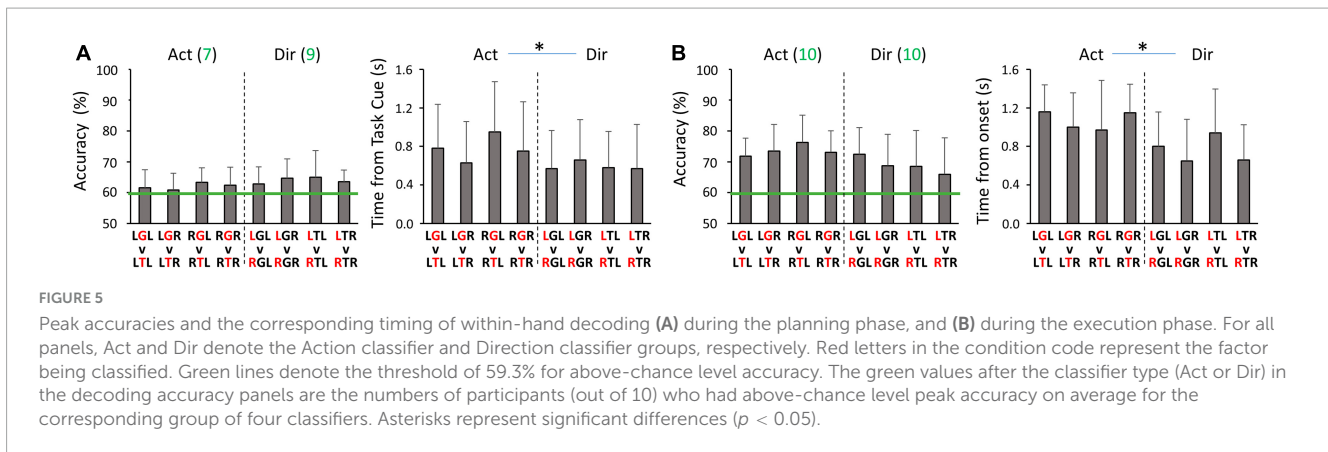 A
Act (7)
Dir (9)
Accuracy (%)
100
90
80
70
60
50
LGL LGR RGL RGR LGL LGR LTL LTR
v v v v v v v v
LTL LTR RTL RTR RGL RGR RTL RTR
Act * Dir
Time from Task Cue (s)
1.6
1.2
0.8
0.4
0.0
LGL LGR RGL RGR LGL LGR LTL LTR
v v v v v v v v
LTL LTR RTL RTR RGL RGR RTL RTR
B
Act (10)
Dir (10)
Accuracy (%)
100
90
80
70
60
50
LGL LGR RGL RGR LGL LGR LTL LTR
v v v v v v v v
LTL LTR RTL RTR RGL RGR RTL RTR
Act * Dir
Time from onset (s)
1.6
1.2
0.8
0.4
0.0
LGL LGR RGL RGR LGL LGR LTL LTR
v v v v v v v v
LTL LTR RTL RTR RGL RGR RTL RTR
FIGURE 5
Peak accuracies and the corresponding timing of within-hand decoding (A) during the planning phase, and (B) during the execution phase. For all
panels, Act and Dir denote the Action classifier and Direction classifier groups, respectively. Red letters in the condition code represent the factor
being classified. Green lines denote the threshold of 59.3% for above-chance level accuracy. The green values after the classifier type (Act or Dir) in
the decoding accuracy panels are the numbers of participants (out of 10) who had above-chance level peak accuracy on average for the
corresponding group of four classifiers. Asterisks represent significant differences (p < 0.05).